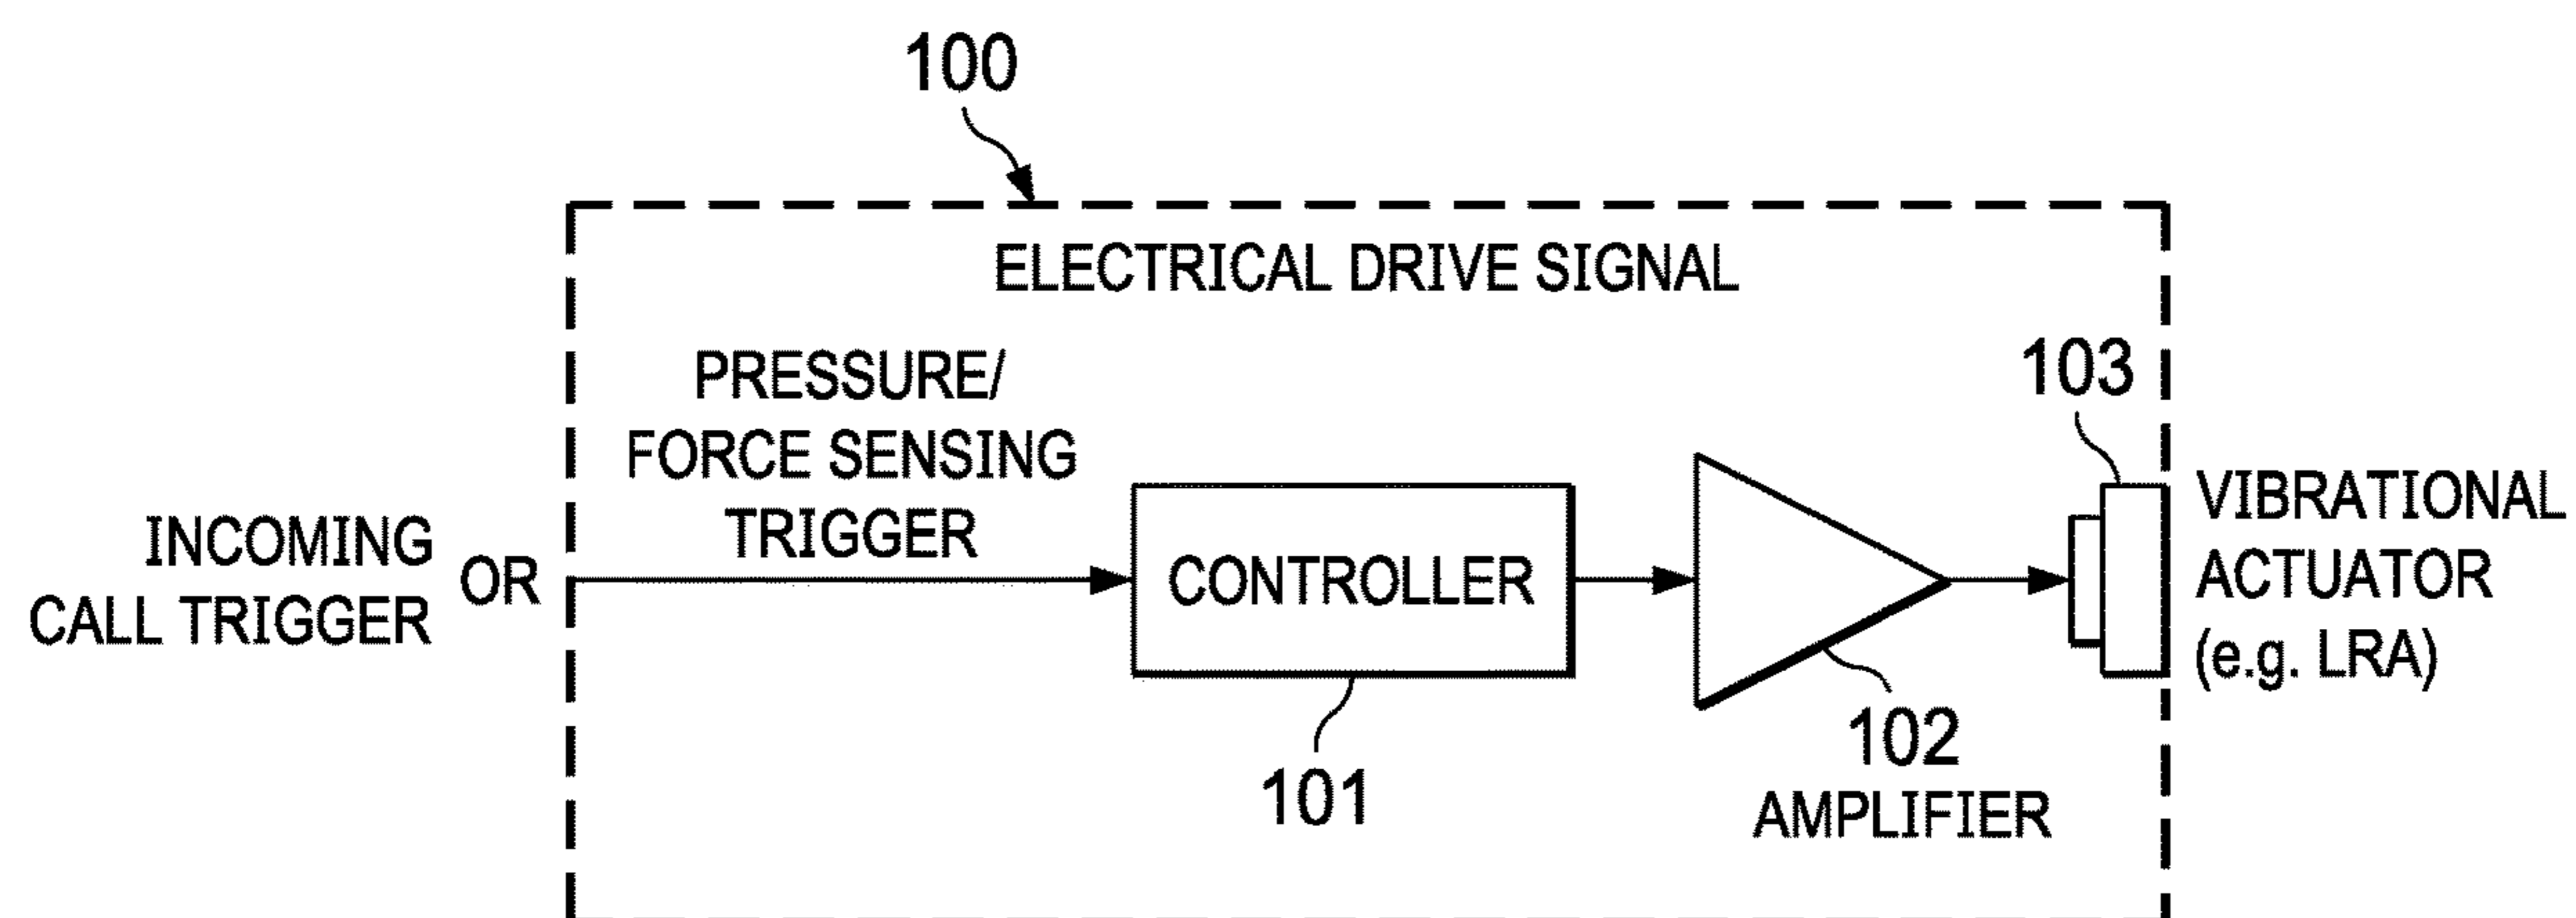 100
ELECTRICAL DRIVE SIGNAL
PRESSURE/
FORCE SENSING
TRIGGER
INCOMING
CALL TRIGGER
OR
CONTROLLER
101
102
AMPLIFIER
103
VIBRATIONAL
ACTUATOR
(e.g. LRA)